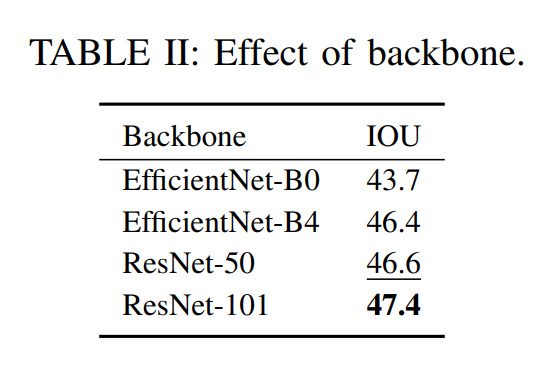 TABLE II: Effect of backbone.
Backbone IOU
EfficientNet-B0 43.7
EfficientNet-B4 46.4
ResNet-50 46.6
ResNet-101 47.4